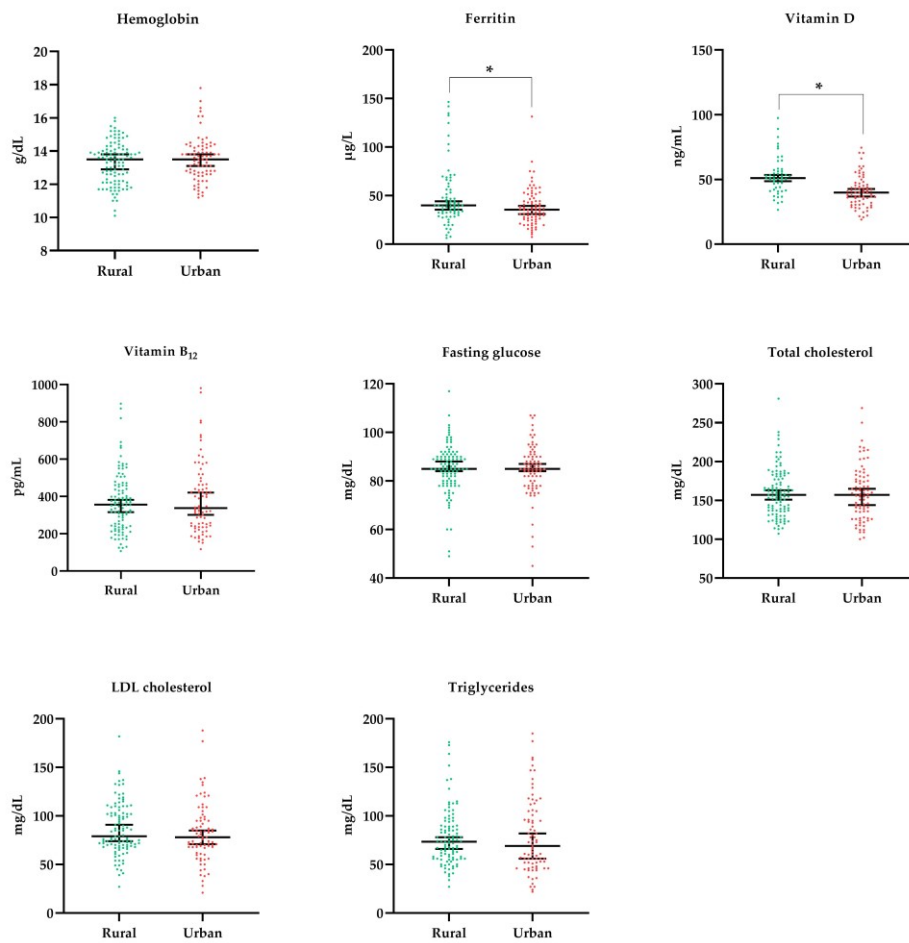 Hemoglobin
20
18
16
14
12
10
8
g/dL
Rural
Urban
Ferritin
200
150
100
50
0
µg/L
*
Rural
Urban
Vitamin D
150
100
50
0
ng/mL
*
Rural
Urban
Vitamin B₁₂
1000
800
600
400
200
0
pg/mL
Rural
Urban
Fasting glucose
120
100
80
60
40
mg/dL
Rural
Urban
Total cholesterol
300
250
200
150
100
50
mg/dL
Rural
Urban
LDL cholesterol
200
150
100
50
0
mg/dL
Rural
Urban
Triglycerides
200
150
100
50
0
mg/dL
Rural
Urban